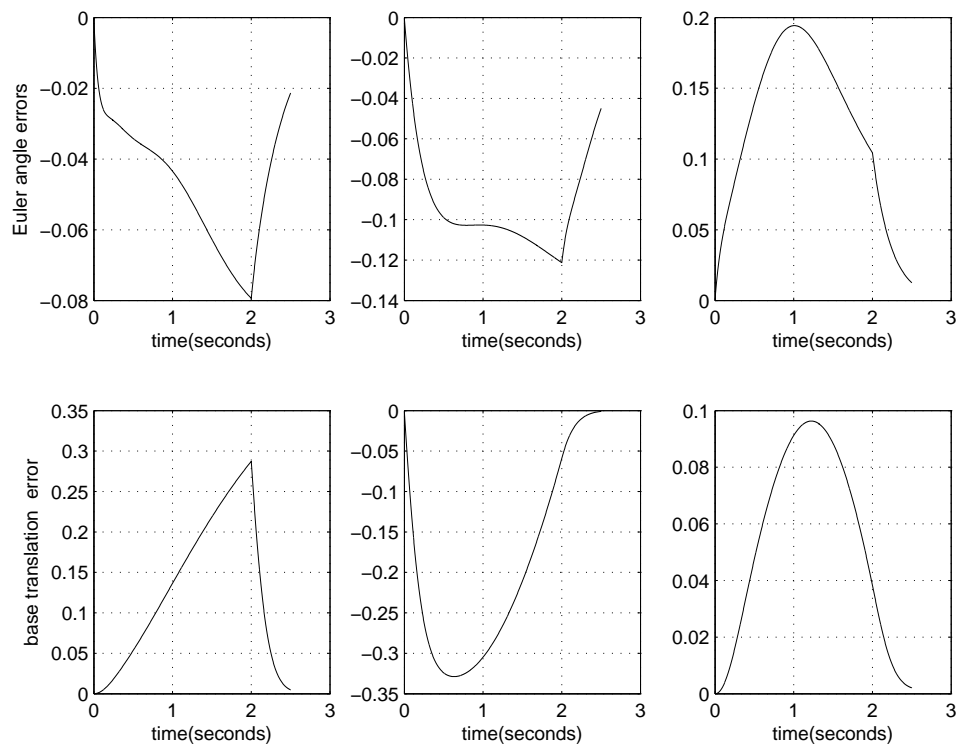 0
−0.02
−0.04
−0.06
−0.08
0 1 2 3
time(seconds)
Euler angle errors
0
−0.02
−0.04
−0.06
−0.08
−0.1
−0.12
−0.14
0 1 2 3
time(seconds)
0.2
0.15
0.1
0.05
0
0 1 2 3
time(seconds)
0.35
0.3
0.25
0.2
0.15
0.1
0.05
0
0 1 2 3
time(seconds)
base translation error
0
−0.05
−0.1
−0.15
−0.2
−0.25
−0.3
−0.35
0 1 2 3
time(seconds)
0.1
0.08
0.06
0.04
0.02
0
0 1 2 3
time(seconds)